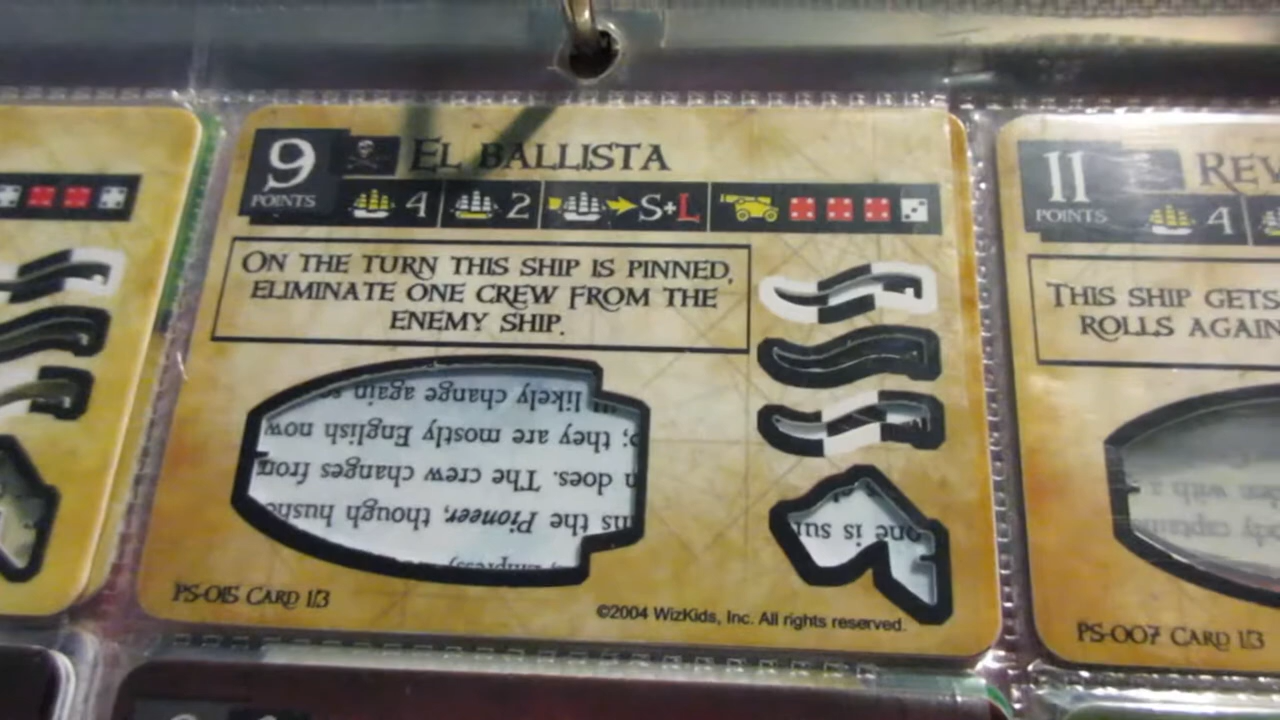 9
POINTS
EL BALLISTA
4 2 S+L
ON THE TURN THIS SHIP IS PINNED,
ELIMINATE ONE CREW FROM THE
ENEMY SHIP.
likely change again
they are mostly English now
does. The crew changes from
the Pioneer, though
one is
PS-015 CARD 1/3
©2004 WizKids, Inc. All rights reserved.
11
POINTS
4
THIS SHIP GETS
ROLLS AGAIN
PS-007 CARD 1/3